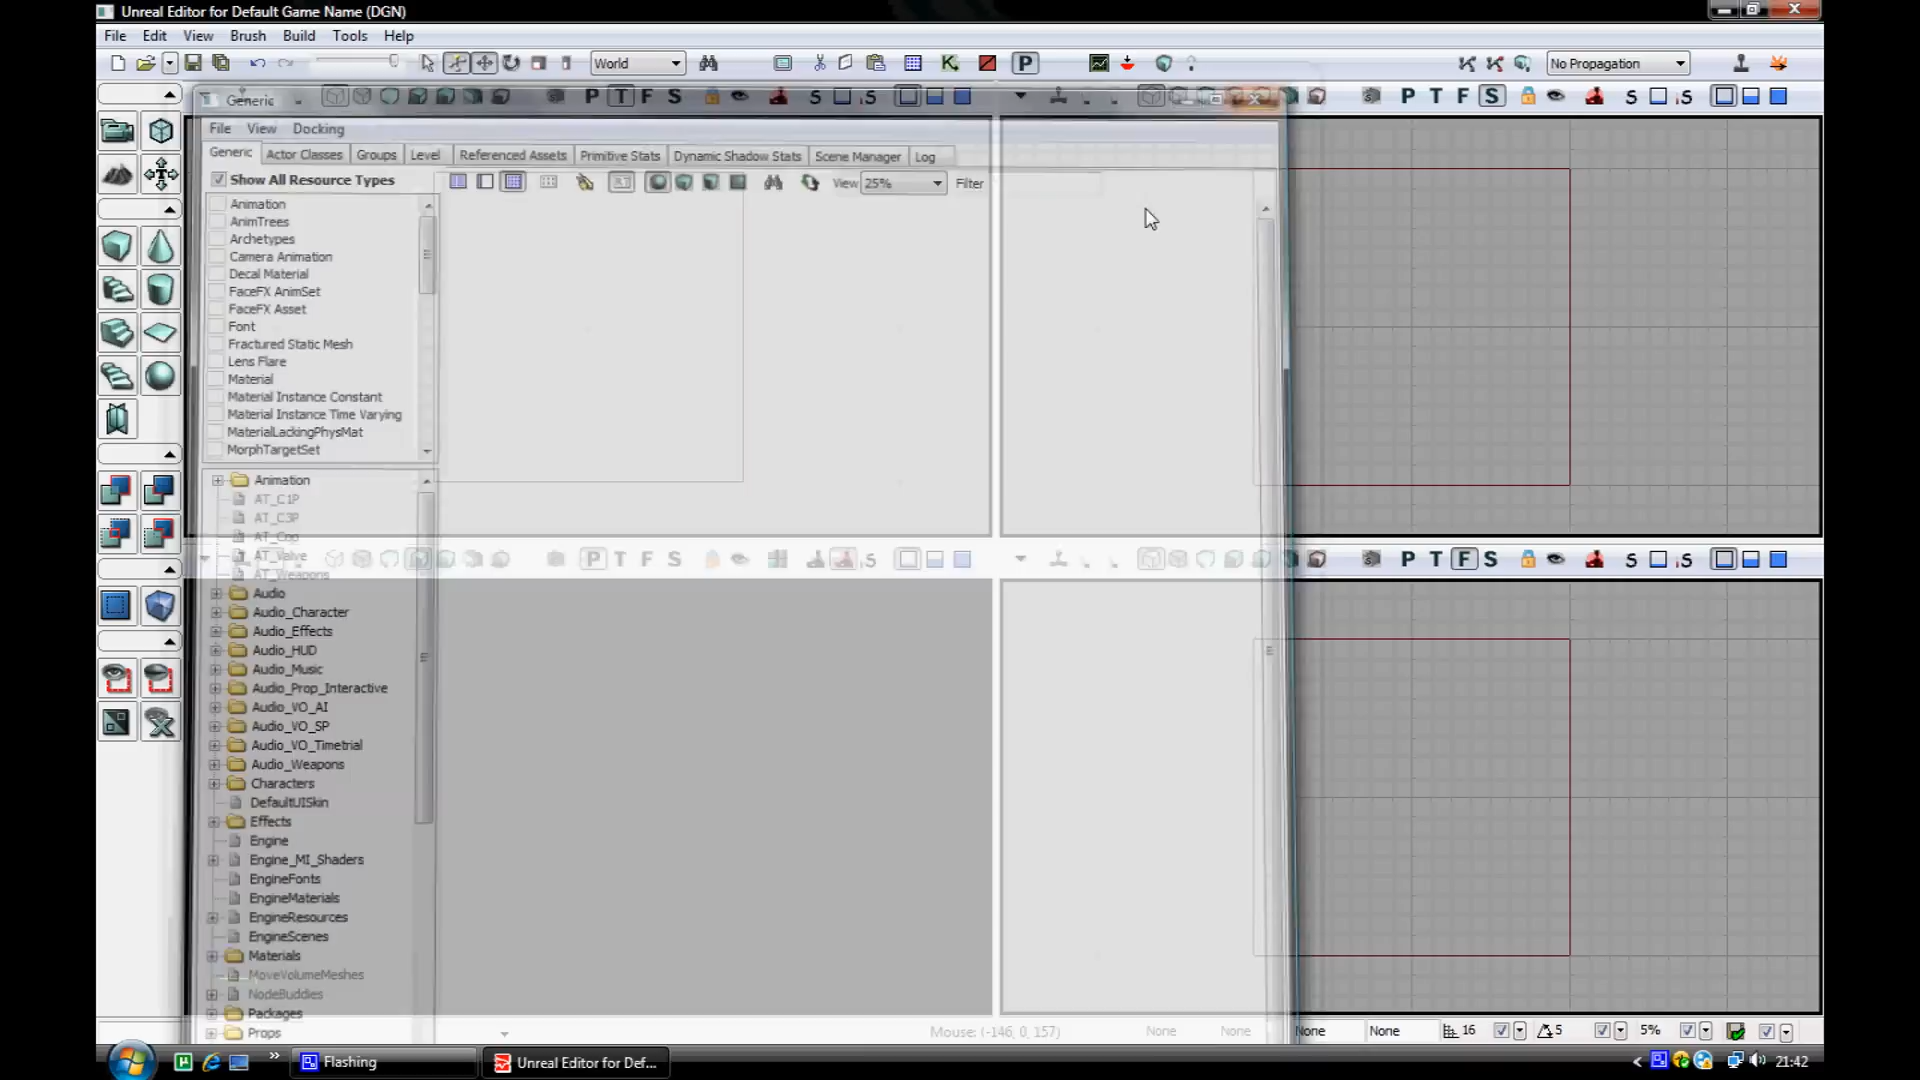 Unreal Editor for Default Game Name (DGN)
File Edit View Brush Build Tools Help
World
P
No Propagation
Generic
P T F S
S
S
P T F S
S
S
File View Docking
Generic Actor Classes Groups Level Referenced Assets Primitive Stats Dynamic Shadow Stats Scene Manager Log
Show All Resource Types
View 25% Filter
Animation
AnimTrees
Archetypes
Camera Animation
Decal Material
FaceFX AnimSet
FaceFX Asset
Font
Fractured Static Mesh
Lens Flare
Material
Material Instance Constant
Material Instance Time Varying
MaterialLackingPhysMat
MorphTargetSet
Animation
AT_C1P
AT_C3P
AT_Cop
AT_Valve
P T F S
S
P T F S
S
S
AT_Weapons
Audio
Audio_Character
Audio_Effects
Audio_HUD
Audio_Music
Audio_Prop_Interactive
Audio_VO_AI
Audio_VO_SP
Audio_VO_Timetrial
Audio_Weapons
Characters
DefaultUISkin
Effects
Engine
Engine_MI_Shaders
EngineFonts
EngineMaterials
EngineResources
EngineScenes
Materials
MoveVolumeMeshes
NodeBuddies
Packages
Props
Mouse: (-146, 0, 157) None None None None 16 5 5%
Flashing
Unreal Editor for Def...
21:42